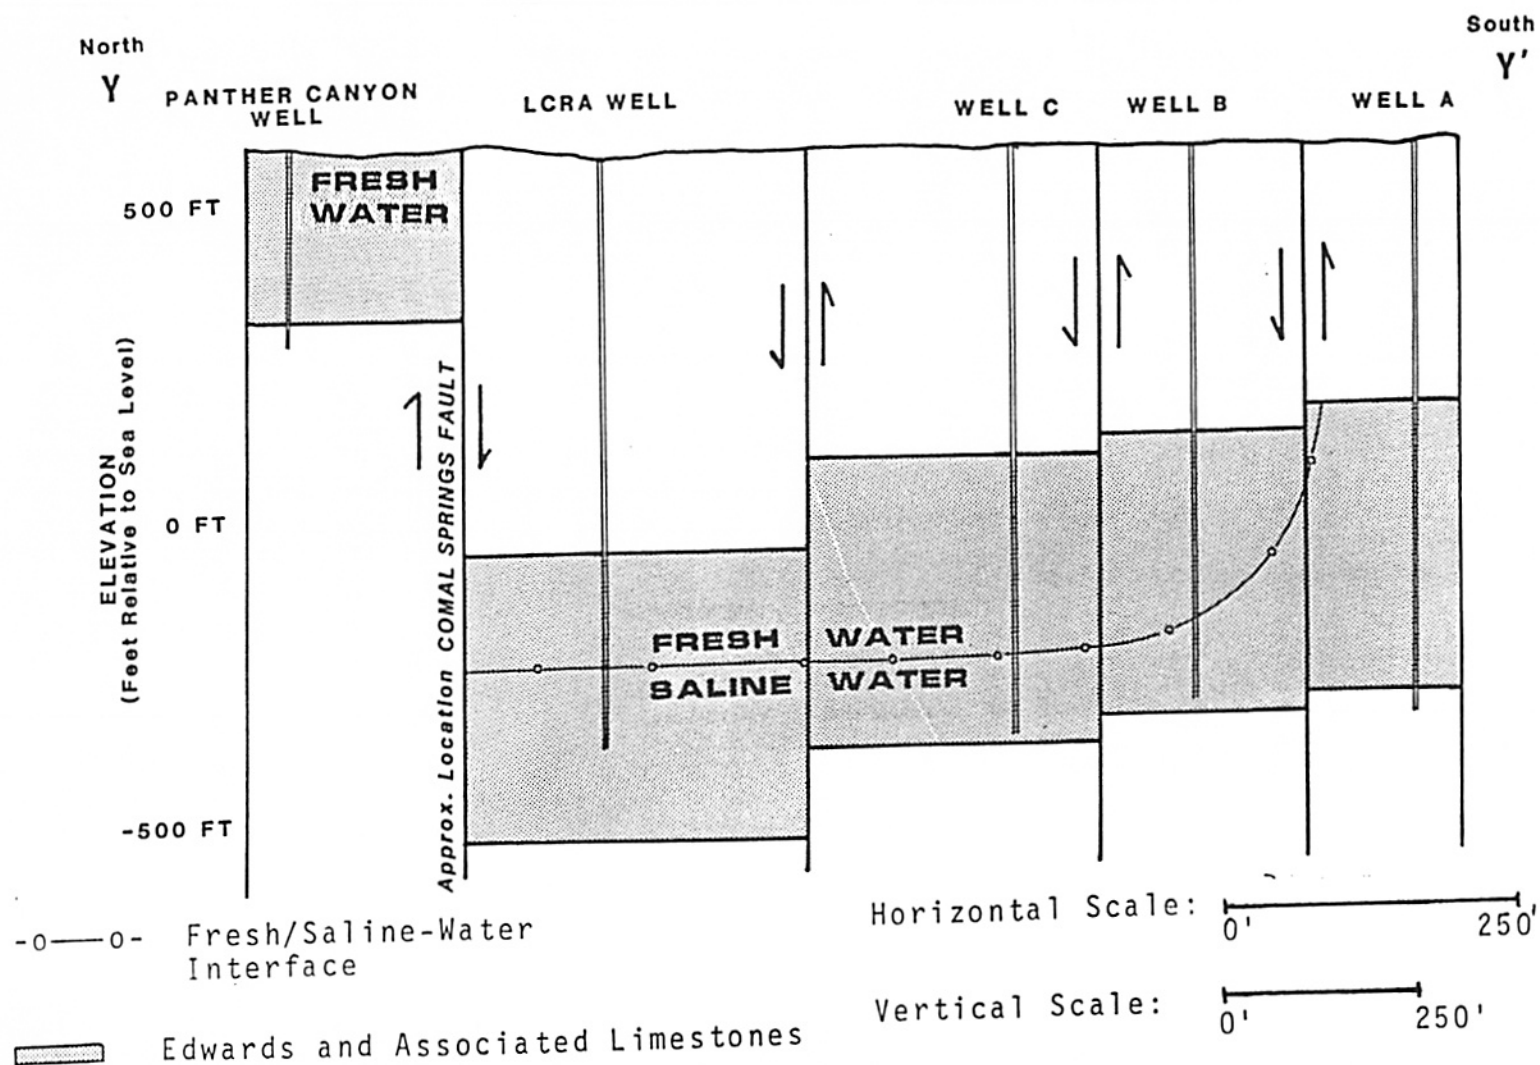 North
Y
South
Y'
PANTHER CANYON
WELL
LCRA WELL
WELL C
WELL B
WELL A
FRESH
WATER
500 FT
0 FT
-500 FT
ELEVATION
(Feet Relative to Sea Level)
Approx. Location COMAL SPRINGS FAULT
FRESH WATER
SALINE WATER
-o—o- Fresh/Saline-Water
Interface
Edwards and Associated Limestones
Horizontal Scale:
0' 250'
Vertical Scale:
0' 250'